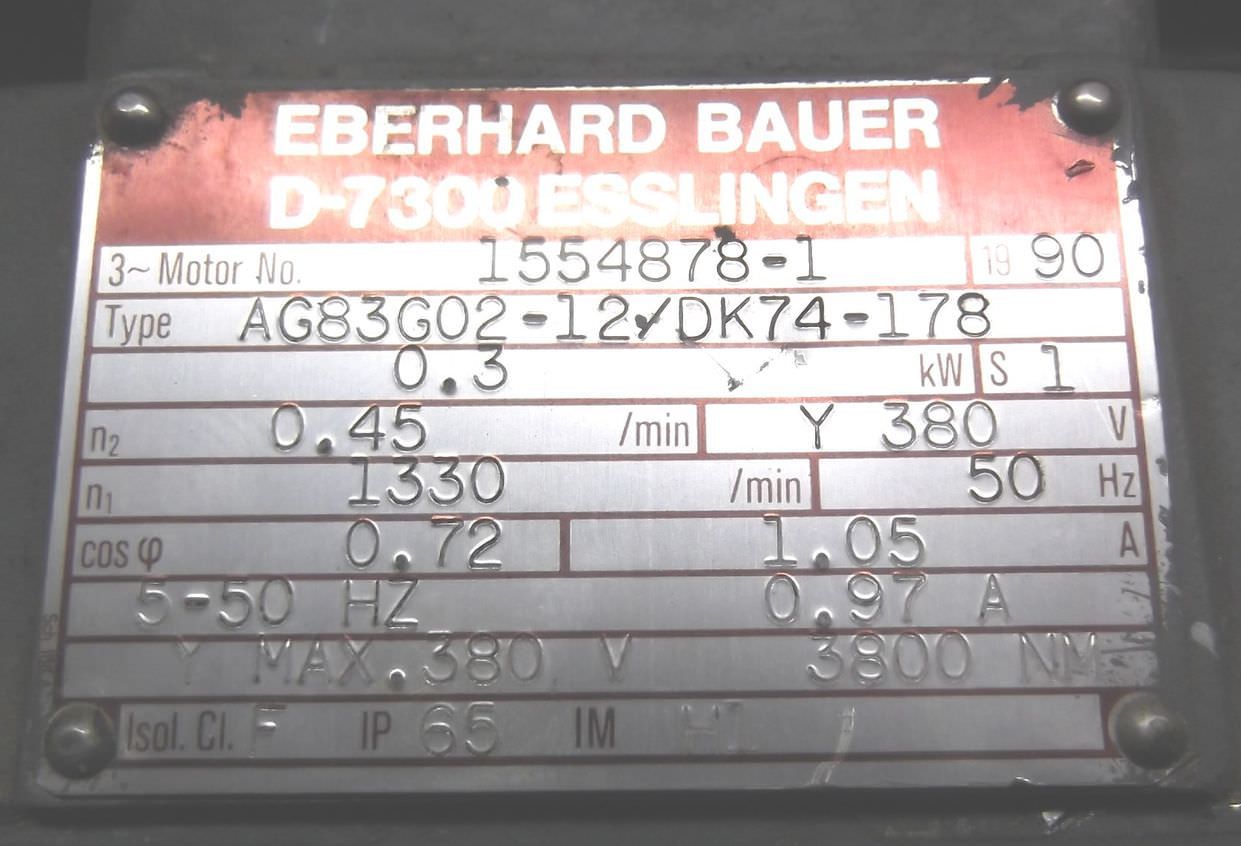 EBERHARD BAUER
D-7300 ESSLINGEN
3~ Motor No. 1554878-1 19 90
Type AG83G02-12/DK74-178
0.3 kW S 1
n₂ 0.45 /min Y 380 V
n₁ 1330 /min 50 Hz
cos φ 0.72 1.05 A
5-50 HZ 0.97 A
Y MAX.380 V 3800 NM
Isol. Cl. F IP 65 IM H1